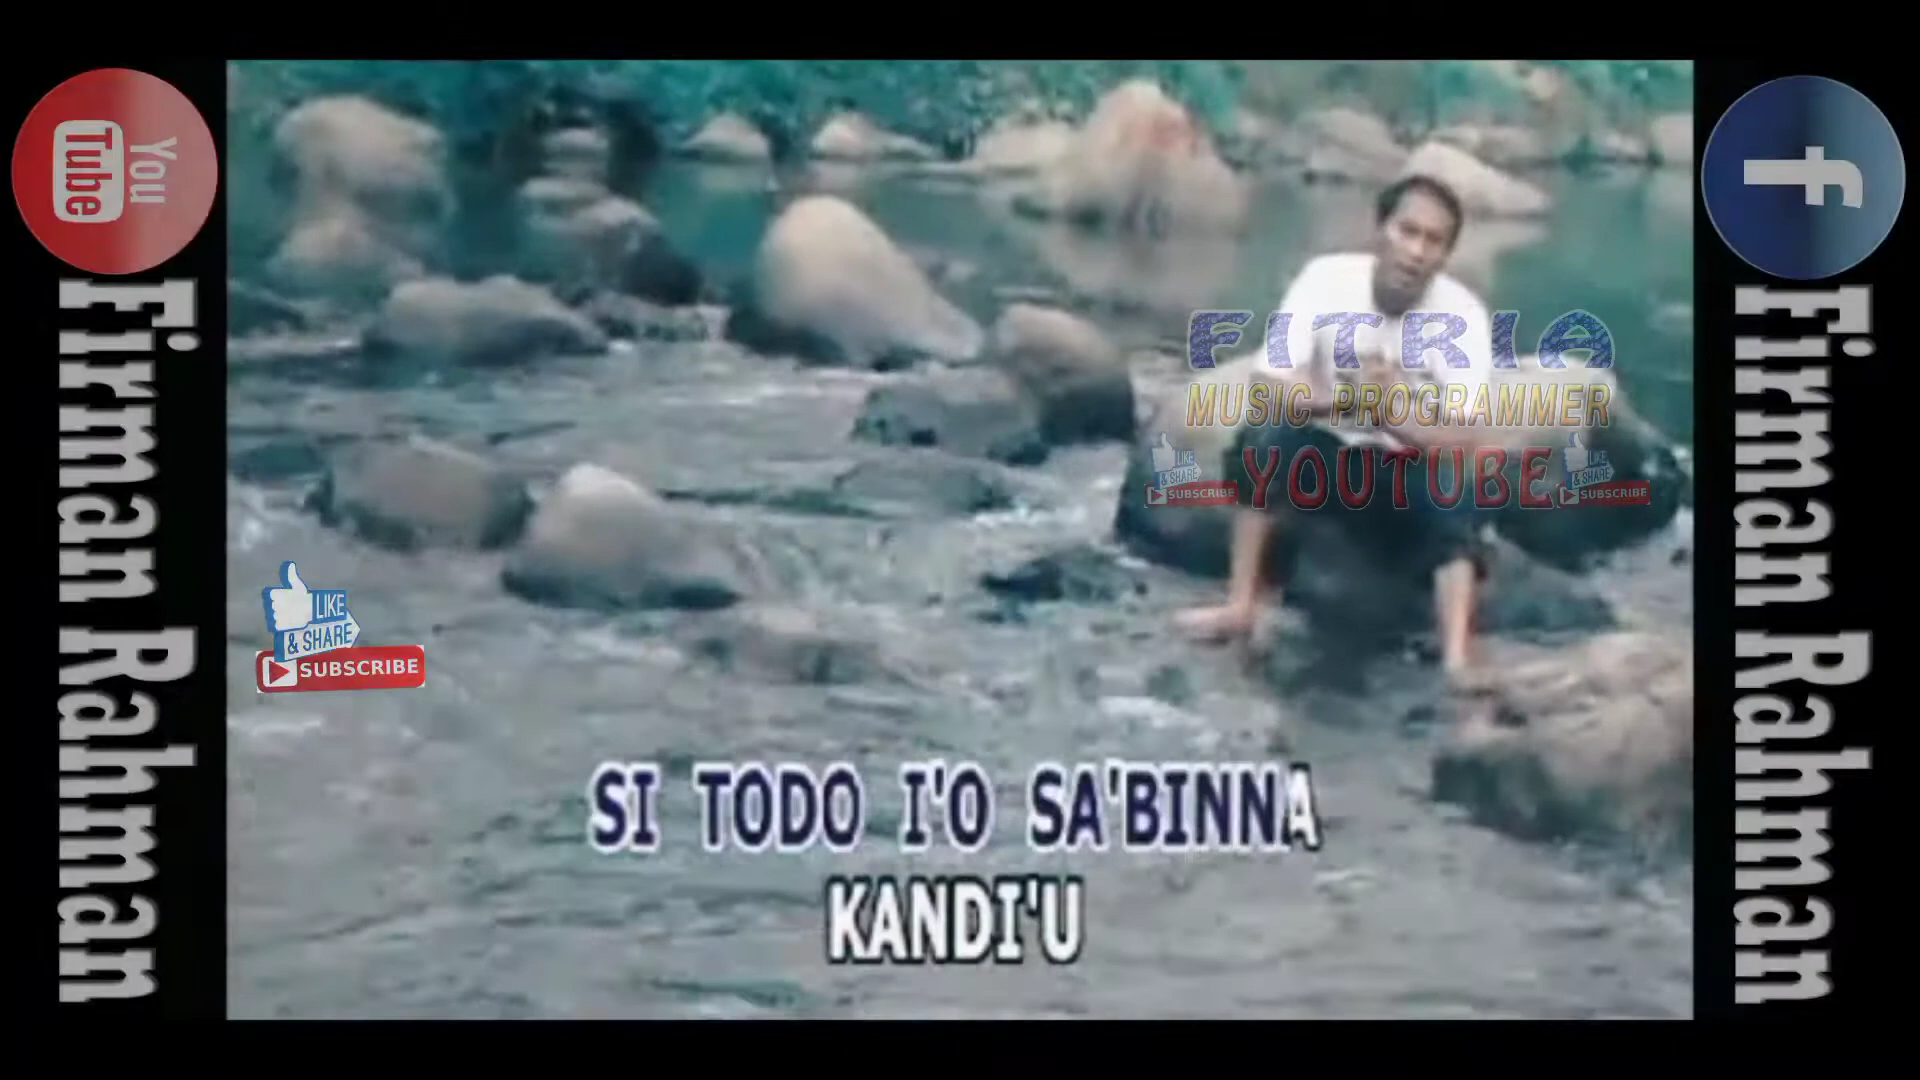 You
Tube
Firman Rahman
FITRIA
MUSIC PROGRAMMER
YOUTUBE
LIKE
& SHARE
SUBSCRIBE
LIKE
& SHARE
SUBSCRIBE
LIKE
& SHARE
SUBSCRIBE
SI TODO I'O SA'BINNA
KANDI'U
f
Firman Rahman